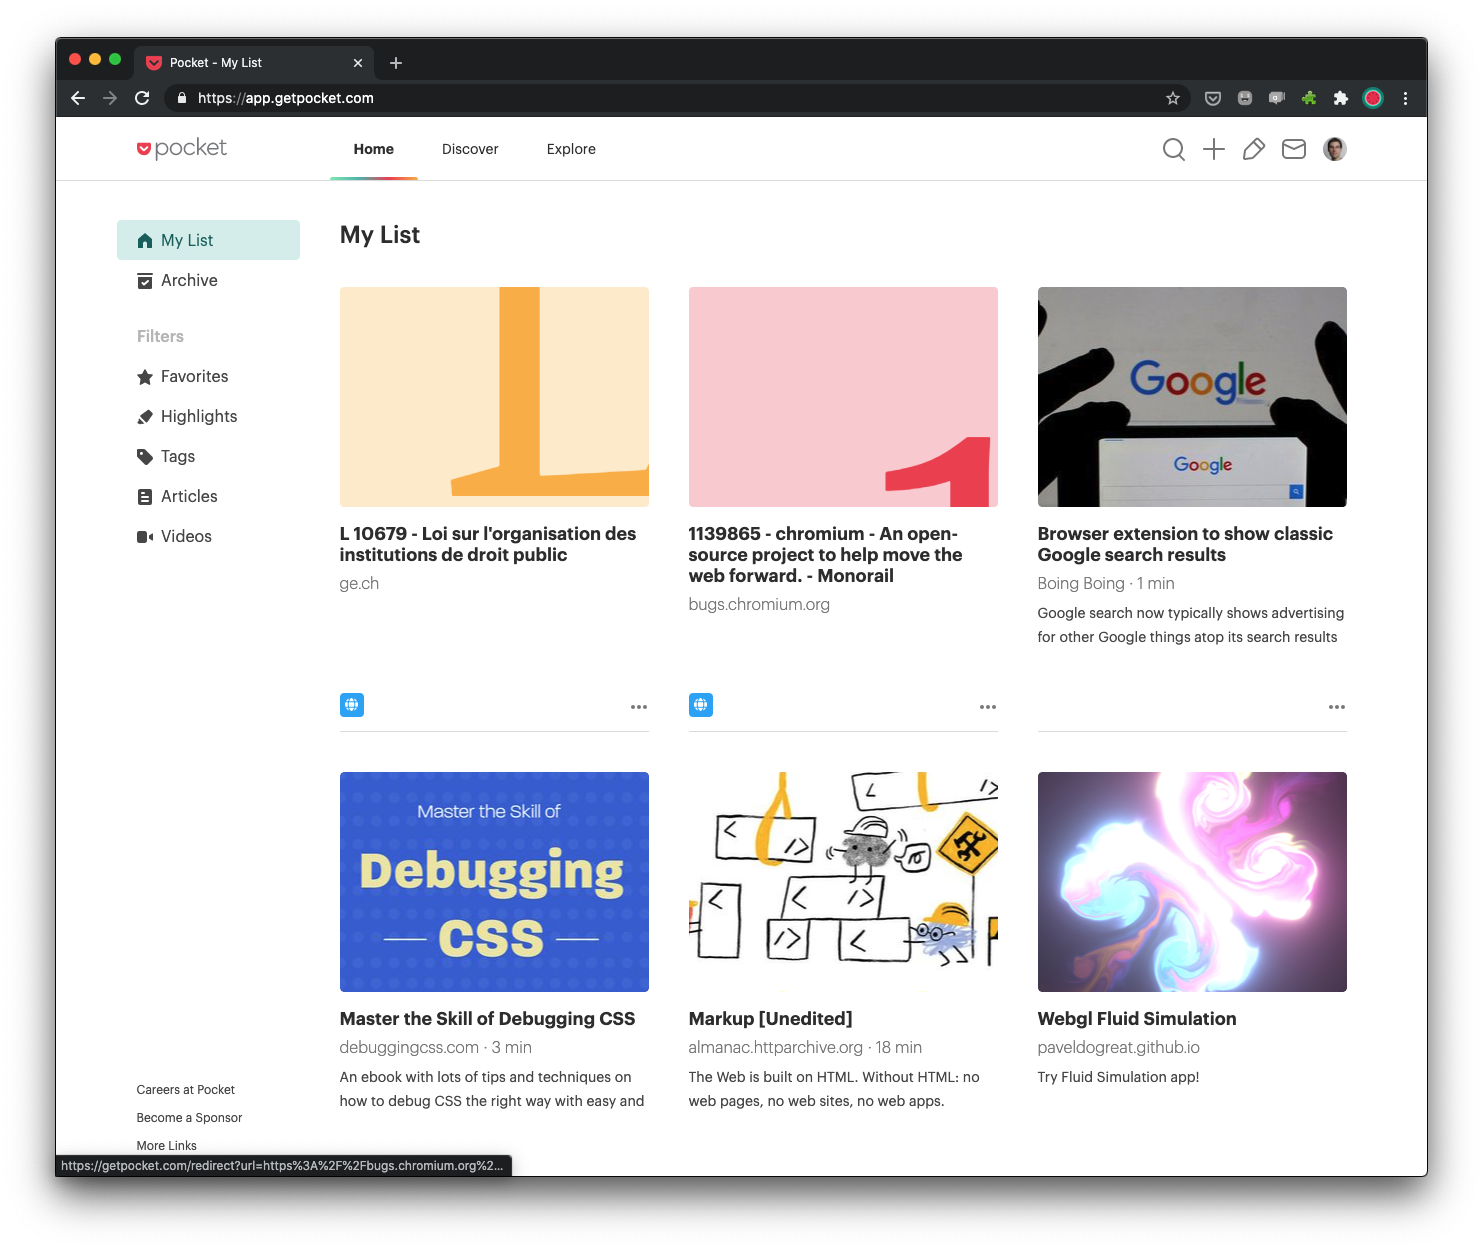 Pocket - My List
https://app.getpocket.com
pocket
Home
Discover
Explore
My List
Archive
Filters
Favorites
Highlights
Tags
Articles
Videos
My List
L 10679 - Loi sur l'organisation des
institutions de droit public
ge.ch
1
1139865 - chromium - An open-
source project to help move the
web forward. - Monorail
bugs.chromium.org
Google
Google
Browser extension to show classic
Google search results
Boing Boing · 1 min
Google search now typically shows advertising
for other Google things atop its search results
Master the Skill of
Debugging
CSS
Master the Skill of Debugging CSS
debuggingcss.com · 3 min
An ebook with lots of tips and techniques on
how to debug CSS the right way with easy and
< />
< />
< />
<
/>
<
Markup [Unedited]
almanac.httparchive.org · 18 min
The Web is built on HTML. Without HTML: no
web pages, no web sites, no web apps.
Webgl Fluid Simulation
paveldogreat.github.io
Try Fluid Simulation app!
Careers at Pocket
Become a Sponsor
More Links
https://getpocket.com/redirect?url=https%3A%2F%2Fbugs.chromium.org%2...